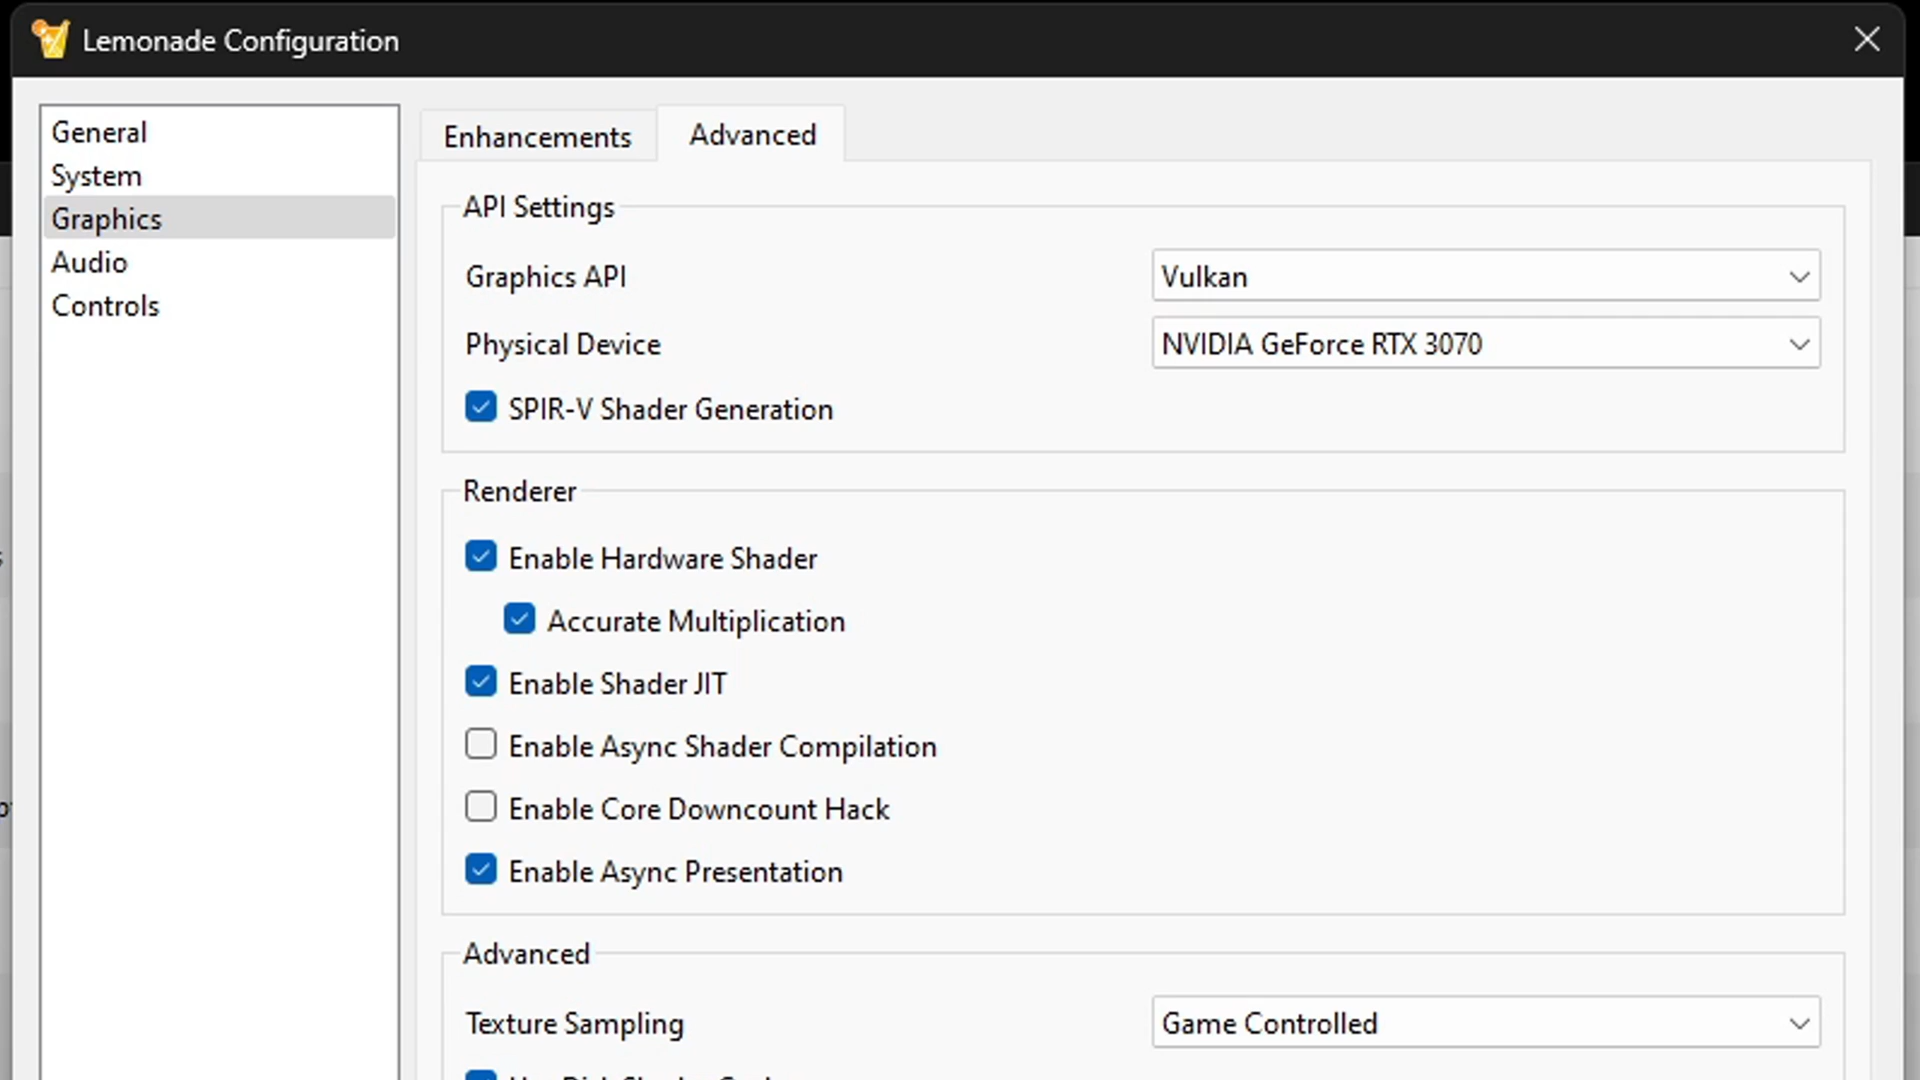 Lemonade Configuration
General
System
Graphics
Audio
Controls
Enhancements
Advanced
API Settings
Graphics API
Vulkan
Physical Device
NVIDIA GeForce RTX 3070
SPIR-V Shader Generation
Renderer
Enable Hardware Shader
Accurate Multiplication
Enable Shader JIT
Enable Async Shader Compilation
Enable Core Downcount Hack
Enable Async Presentation
Advanced
Texture Sampling
Game Controlled